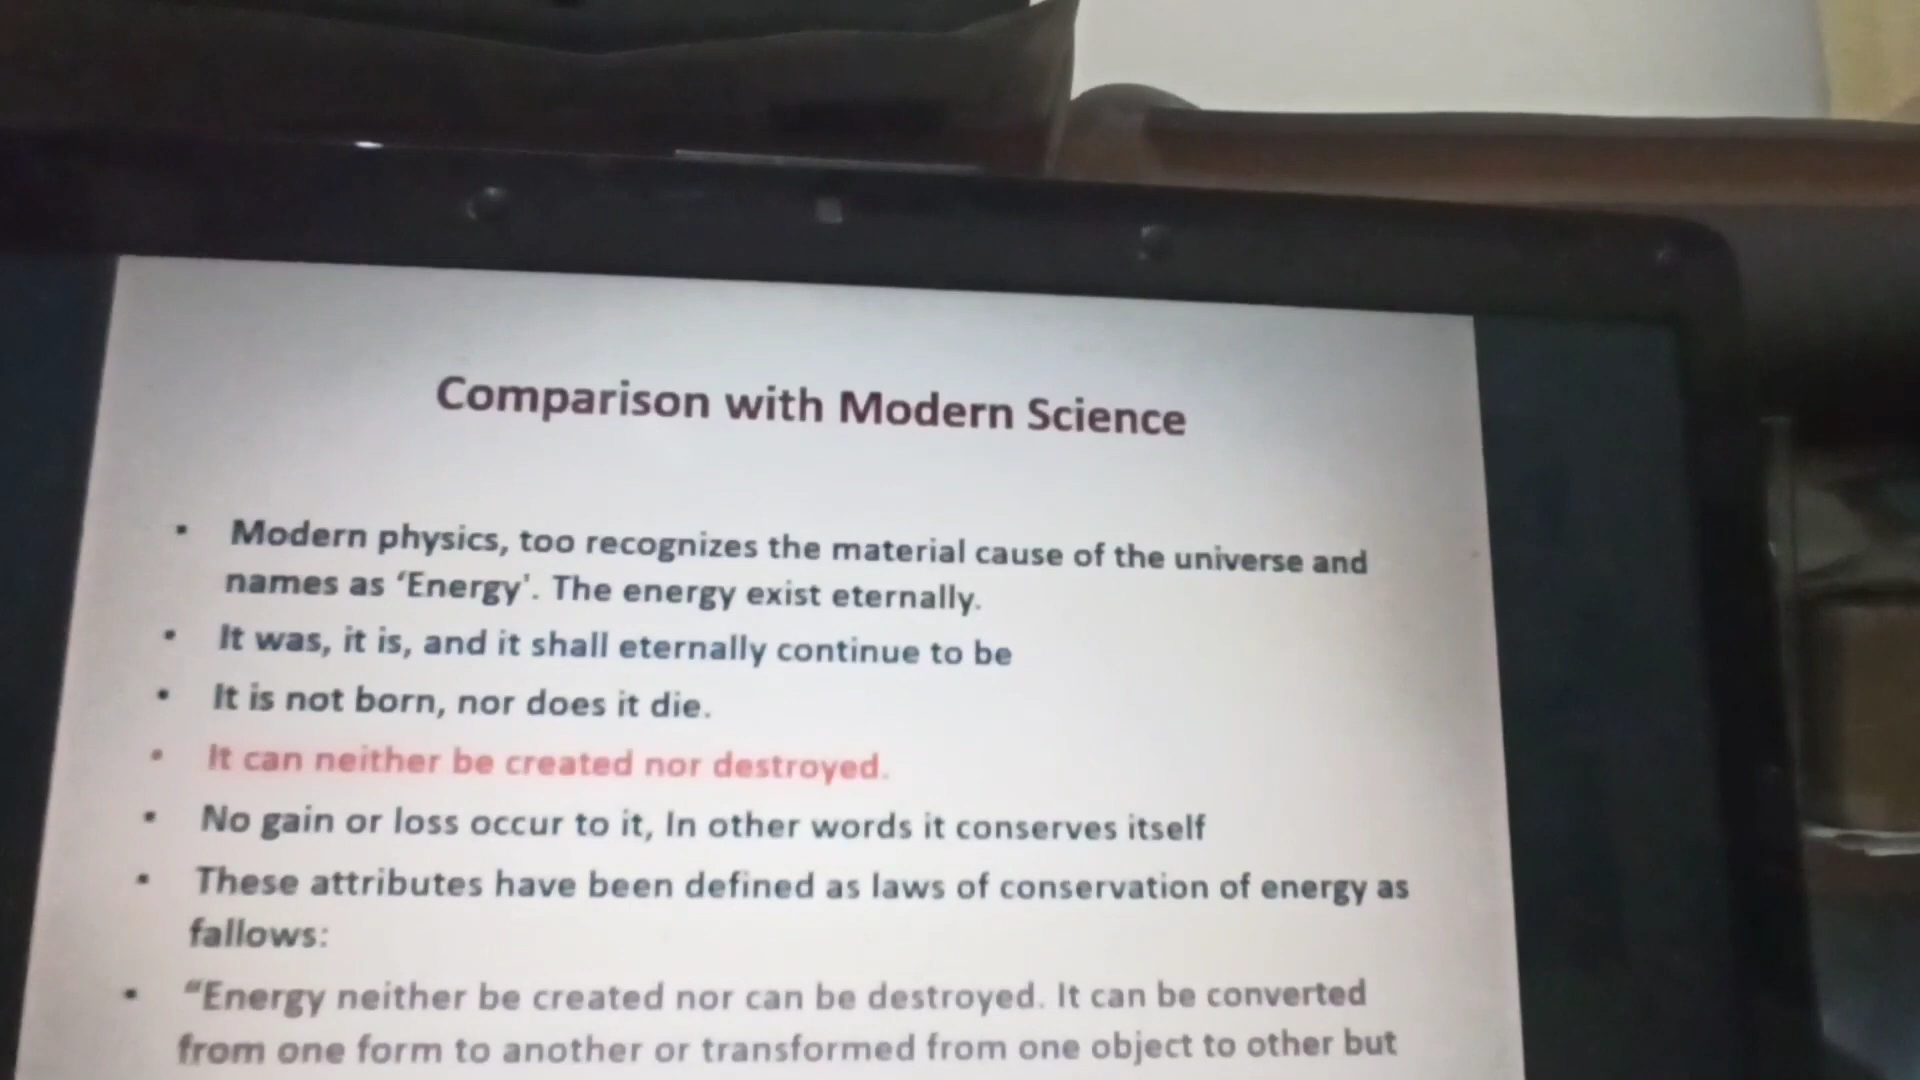 Comparison with Modern Science
▪ Modern physics, too recognizes the material cause of the universe and
names as ‘Energy'. The energy exist eternally.
• It was, it is, and it shall eternally continue to be
• It is not born, nor does it die.
• It can neither be created nor destroyed.
▪ No gain or loss occur to it, In other words it conserves itself
▪ These attributes have been defined as laws of conservation of energy as
fallows:
• “Energy neither be created nor can be destroyed. It can be converted
from one form to another or transformed from one object to other but